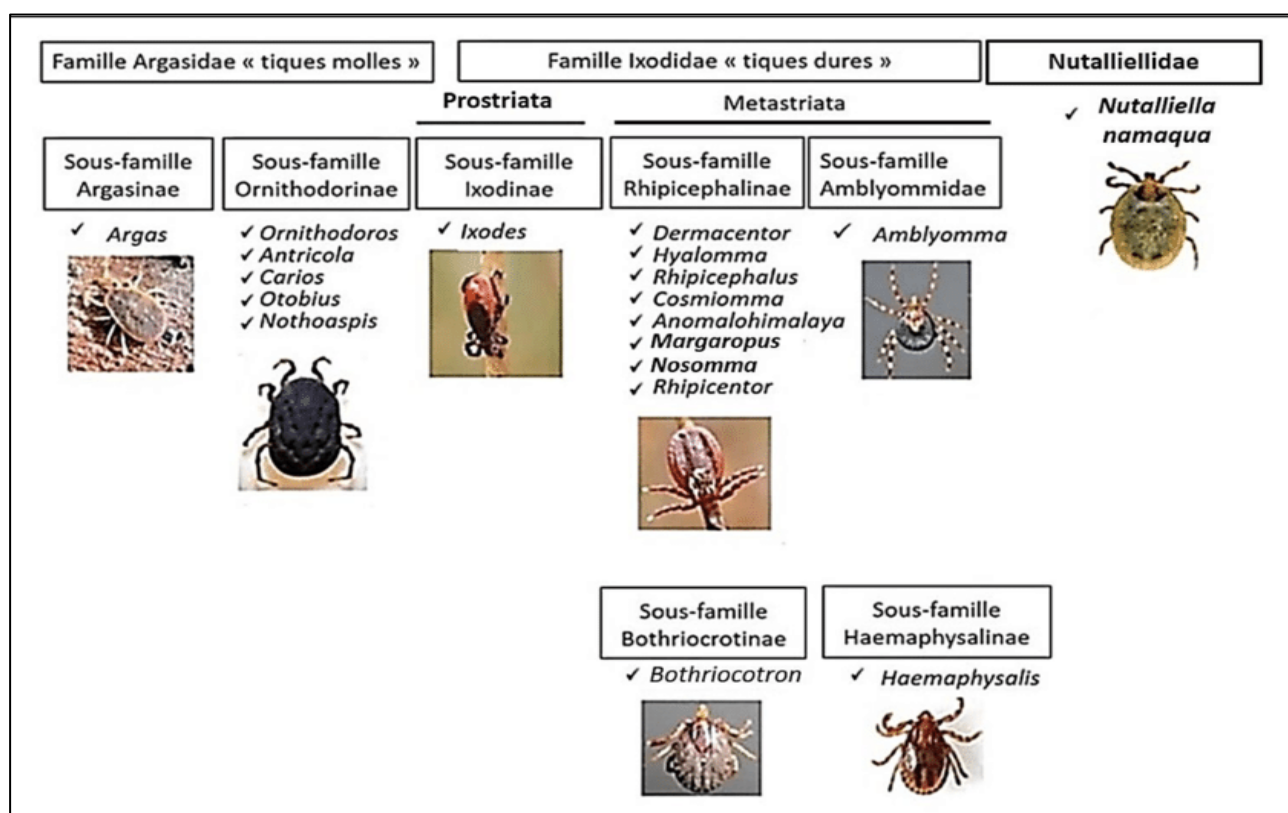 Famille Argasidae « tiques molles »
Famille Ixodidae « tiques dures »
Nutalliellidae
Prostriata
Metastriata
✓ Nutalliella
namaqua
Sous-famille
Argasinae
Sous-famille
Ornithodorinae
Sous-famille
Ixodinae
Sous-famille
Rhipicephalinae
Sous-famille
Amblyommidae
✓ Argas
✓ Ornithodoros
✓ Antricola
✓ Carios
✓ Otobius
✓ Nothoaspis
✓ Ixodes
✓ Dermacentor
✓ Hyalomma
✓ Rhipicephalus
✓ Cosmiomma
✓ Anomalohimalaya
✓ Margaropus
✓ Nosomma
✓ Rhipicentor
✓ Amblyomma
Sous-famille
Bothriocrotinae
✓ Bothriocotron
Sous-famille
Haemaphysalinae
✓ Haemaphysalis